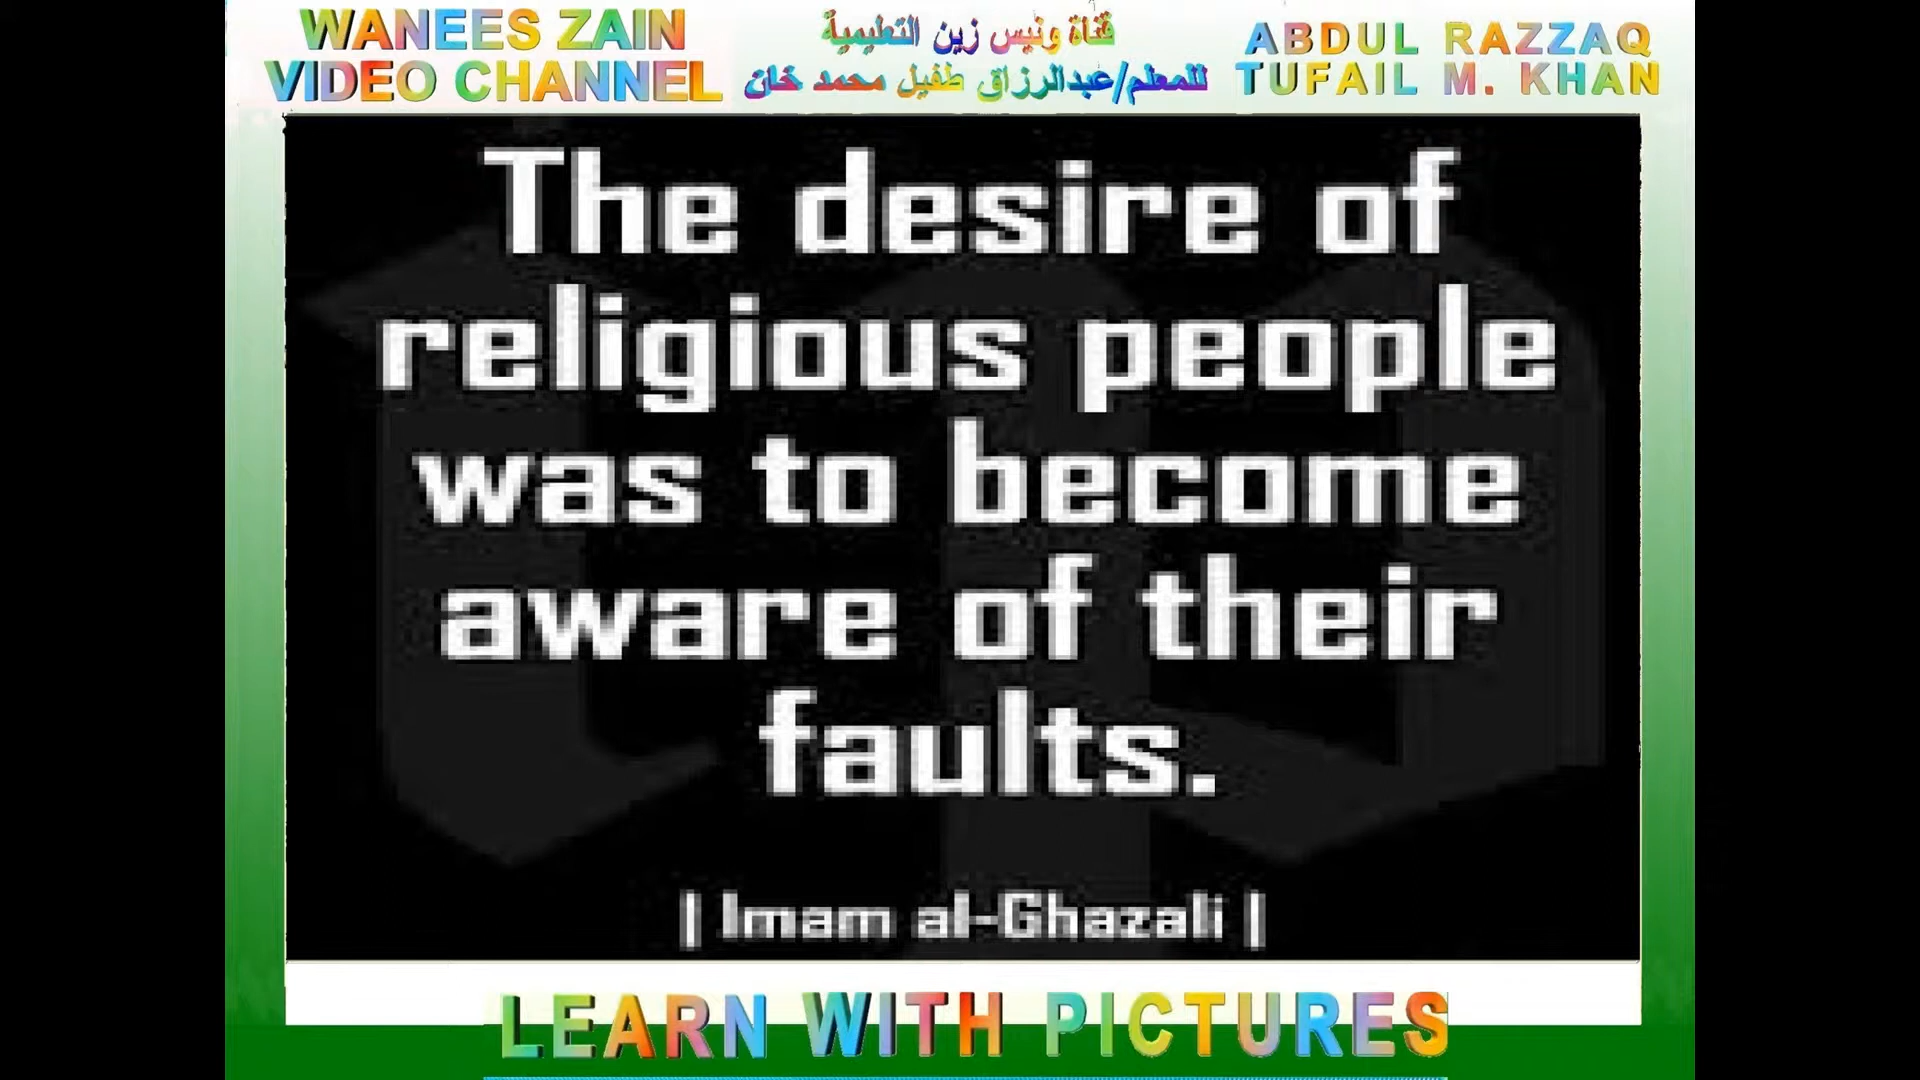 WANEES ZAIN
VIDEO CHANNEL
قناة ونيس زين التعليمية
للمعلم/عبدالرزاق طفيل محمد خان
ABDUL RAZZAQ
TUFAIL M. KHAN
The desire of
religious people
was to become
aware of their
faults.
| Imam al-Ghazali |
LEARN WITH PICTURES